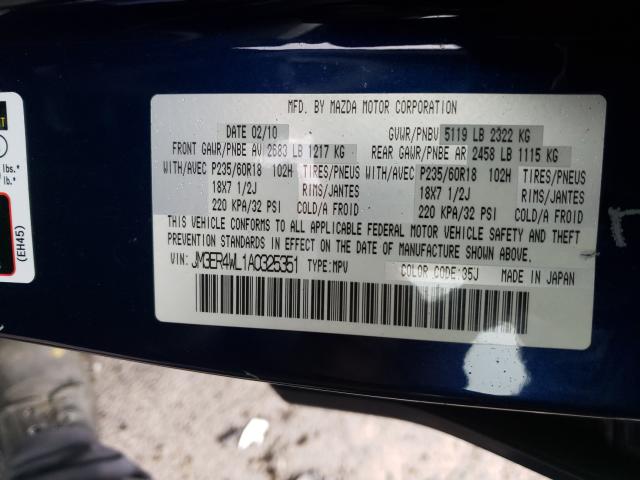 MFD. BY MAZDA MOTOR CORPORATION
DATE 02/10 GVWR/PNBV 5119 LB 2322 KG
FRONT GAWR/PNBE AV 2683 LB 1217 KG REAR GAWR/PNBE AR 2458 LB 1115 KG
WITH/AVEC P235/60R18 102H TIRES/PNEUS WITH/AVEC P235/60R18 102H TIRES/PNEUS
18X7 1/2J RIMS/JANTES 18X7 1/2J RIMS/JANTES
220 KPA/32 PSI COLD/A FROID 220 KPA/32 PSI COLD/A FROID
THIS VEHICLE CONFORMS TO ALL APPLICABLE FEDERAL MOTOR VEHICLE SAFETY AND THEFT
PREVENTION STANDARDS IN EFFECT ON THE DATE OF MANUFACTURE SHOWN ABOVE.
VIN: JM3ER4WL1A0325351 TYPE: MPV COLOR CODE: 35J MADE IN JAPAN
lbs.*
lb.*
(EH45)